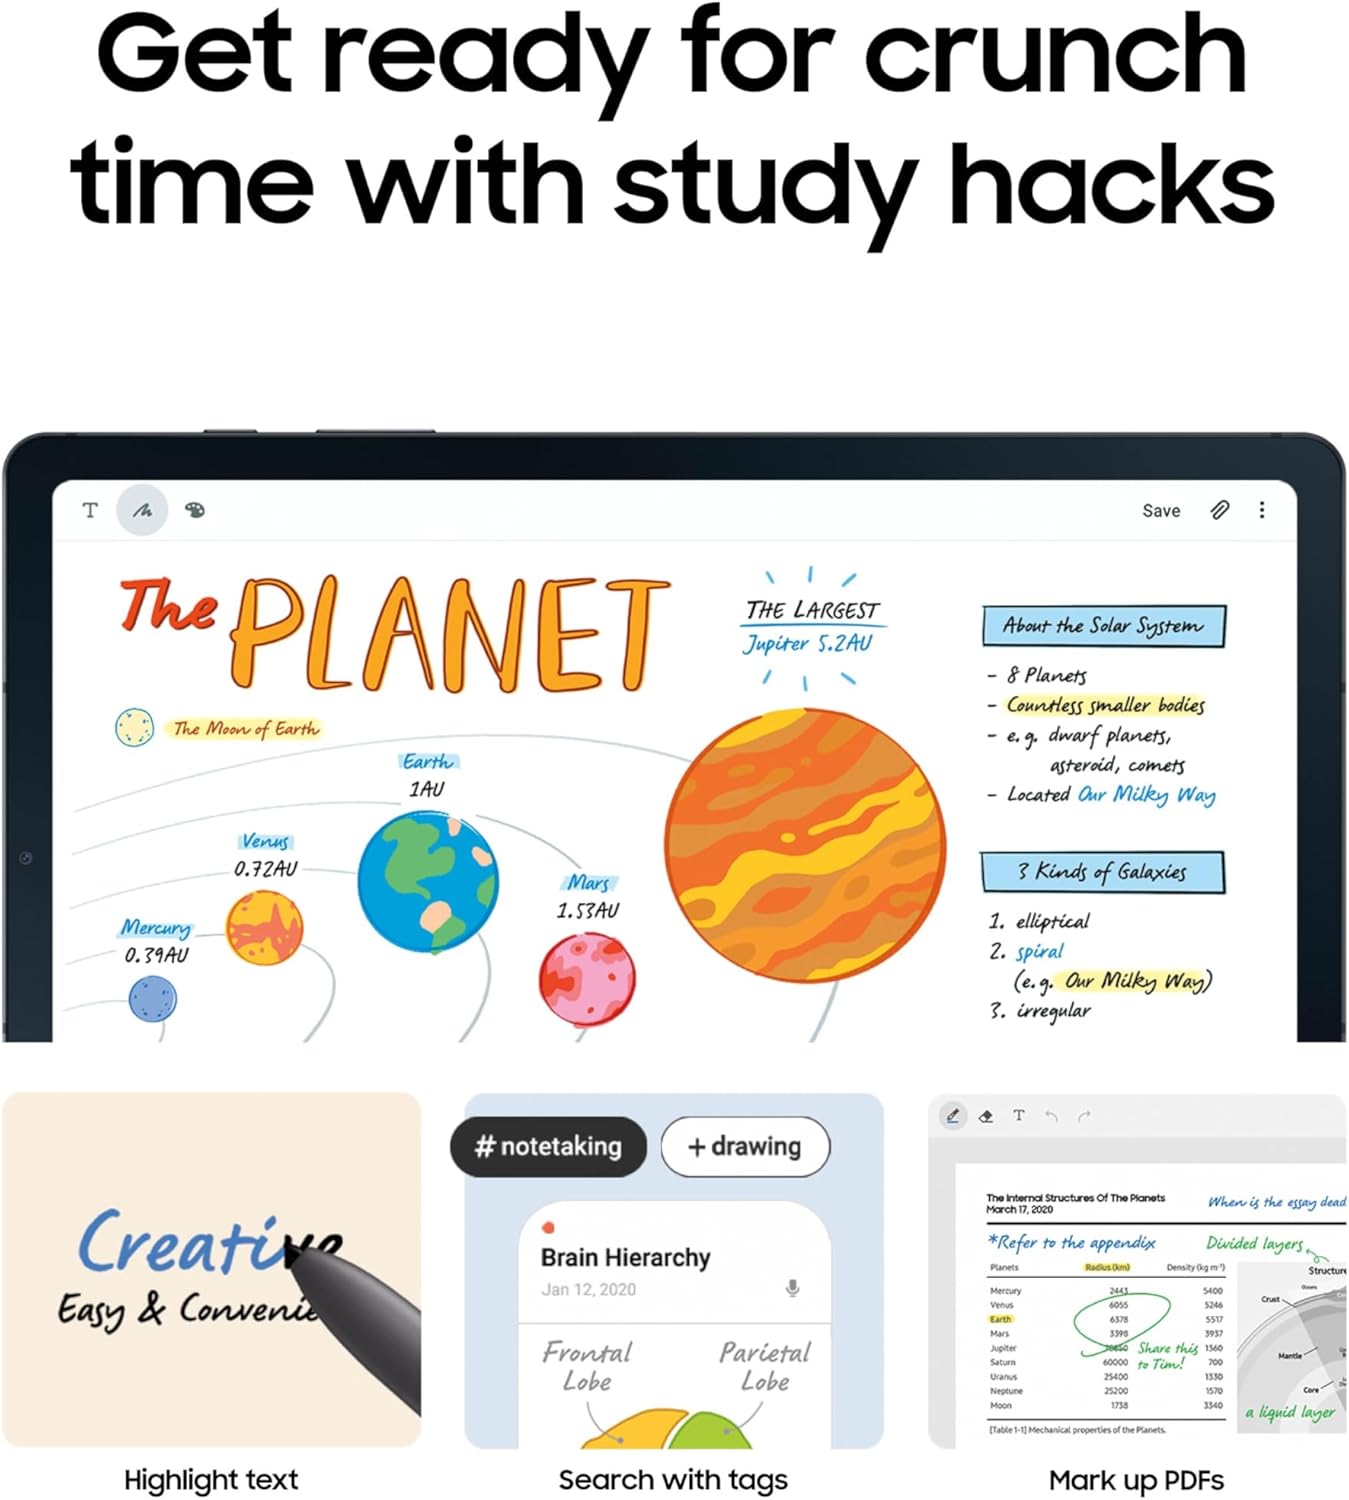 Get ready for crunch
time with study hacks
T
Save
The PLANET
THE LARGEST
Jupiter 5.2AU
About the Solar System
- 8 Planets
- Countless smaller bodies
- e.g. dwarf planets,
asteroid, comets
- Located Our Milky Way
The Moon of Earth
Earth
1AU
Venus
0.72AU
Mars
1.53AU
Mercury
0.39AU
3 Kinds of Galaxies
1. elliptical
2. spiral
(e.g. Our Milky Way)
3. irregular
Creative
Easy & Convenie
Highlight text
# notetaking
+ drawing
Brain Hierarchy
Jan 12, 2020
Frontal
Lobe
Parietal
Lobe
Search with tags
T
The Internal Structures Of The Planets
March 17, 2020
When is the essay dead
*Refer to the appendix
Divided layers
Planets Radius (km) Density (kg m⁻³)
Mercury 2443 5400
Venus 6055 5246
Earth 6378 5517
Mars 3398 3937
Jupiter 1360
Saturn 60000 700
Uranus 25400 1330
Neptune 25200 1570
Moon 1738 3340
Share this
to Tim!
[Table 1-1] Mechanical properties of the Planets.
Structure
Crust
Mantle
Core
a liquid layer
Mark up PDFs